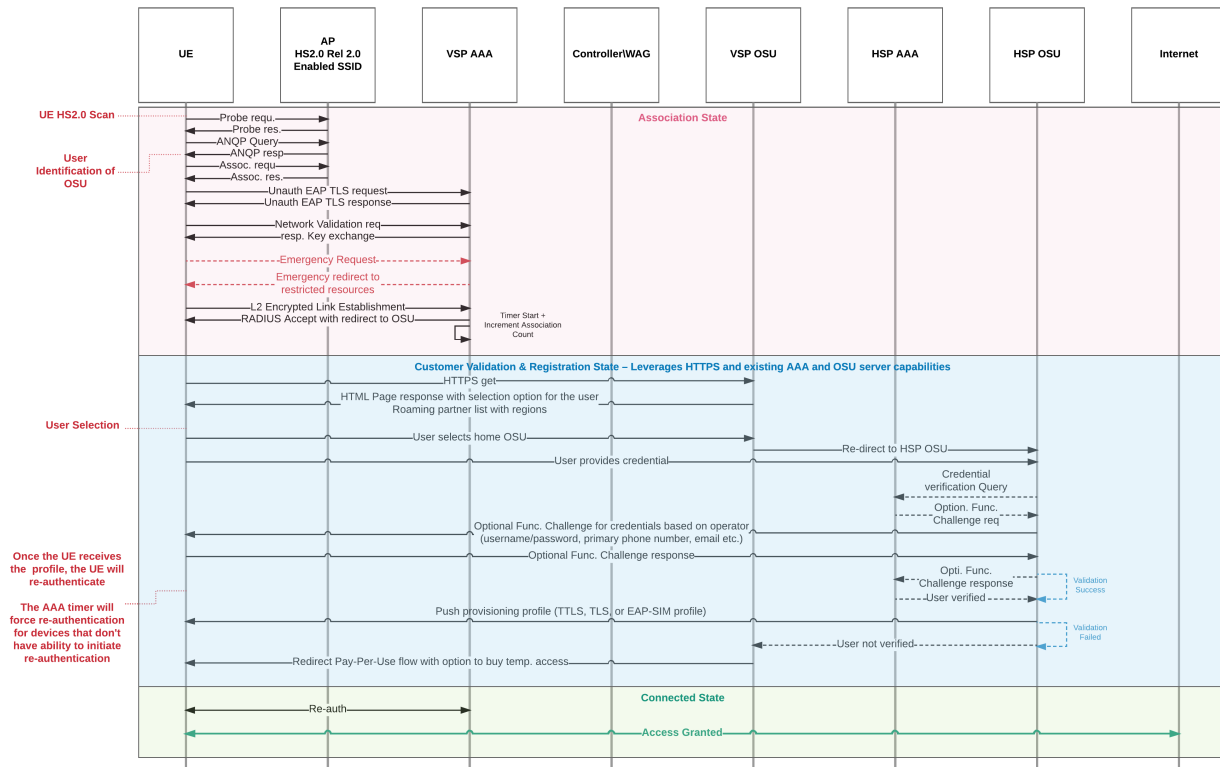 UE
AP
HS2.0 Rel 2.0
Enabled SSID
VSP AAA
Controller\WAG
VSP OSU
HSP AAA
HSP OSU
Internet
UE HS2.0 Scan
Association State
Probe requ.
Probe res.
ANQP Query
User
Identification of
OSU
ANQP resp
Assoc. requ
Assoc. res.
Unauth EAP TLS request
Unauth EAP TLS response
Network Validation req
resp. Key exchange
Emergency Request
Emergency redirect to
restricted resources
L2 Encrypted Link Establishment
RADIUS Accept with redirect to OSU
Timer Start +
Increment Association
Count
Customer Validation & Registration State – Leverages HTTPS and existing AAA and OSU server capabilities
HTTPS get
HTML Page response with selection option for the user
Roaming partner list with regions
User Selection
User selects home OSU
Re-direct to HSP OSU
User provides credential
Credential
verification Query
Option. Func.
Challenge req
Optional Func. Challenge for credentials based on operator
(username/password, primary phone number, email etc.)
Optional Func. Challenge response
Once the UE receives
the profile, the UE will
re-authenticate
Opti. Func.
Challenge response
Validation
Success
User verified
The AAA timer will
force re-authentication
for devices that don't
have ability to initiate
re-authentication
Push provisioning profile (TTLS, TLS, or EAP-SIM profile)
Validation
Failed
User not verified
Redirect Pay-Per-Use flow with option to buy temp. access
Connected State
Re-auth
Access Granted